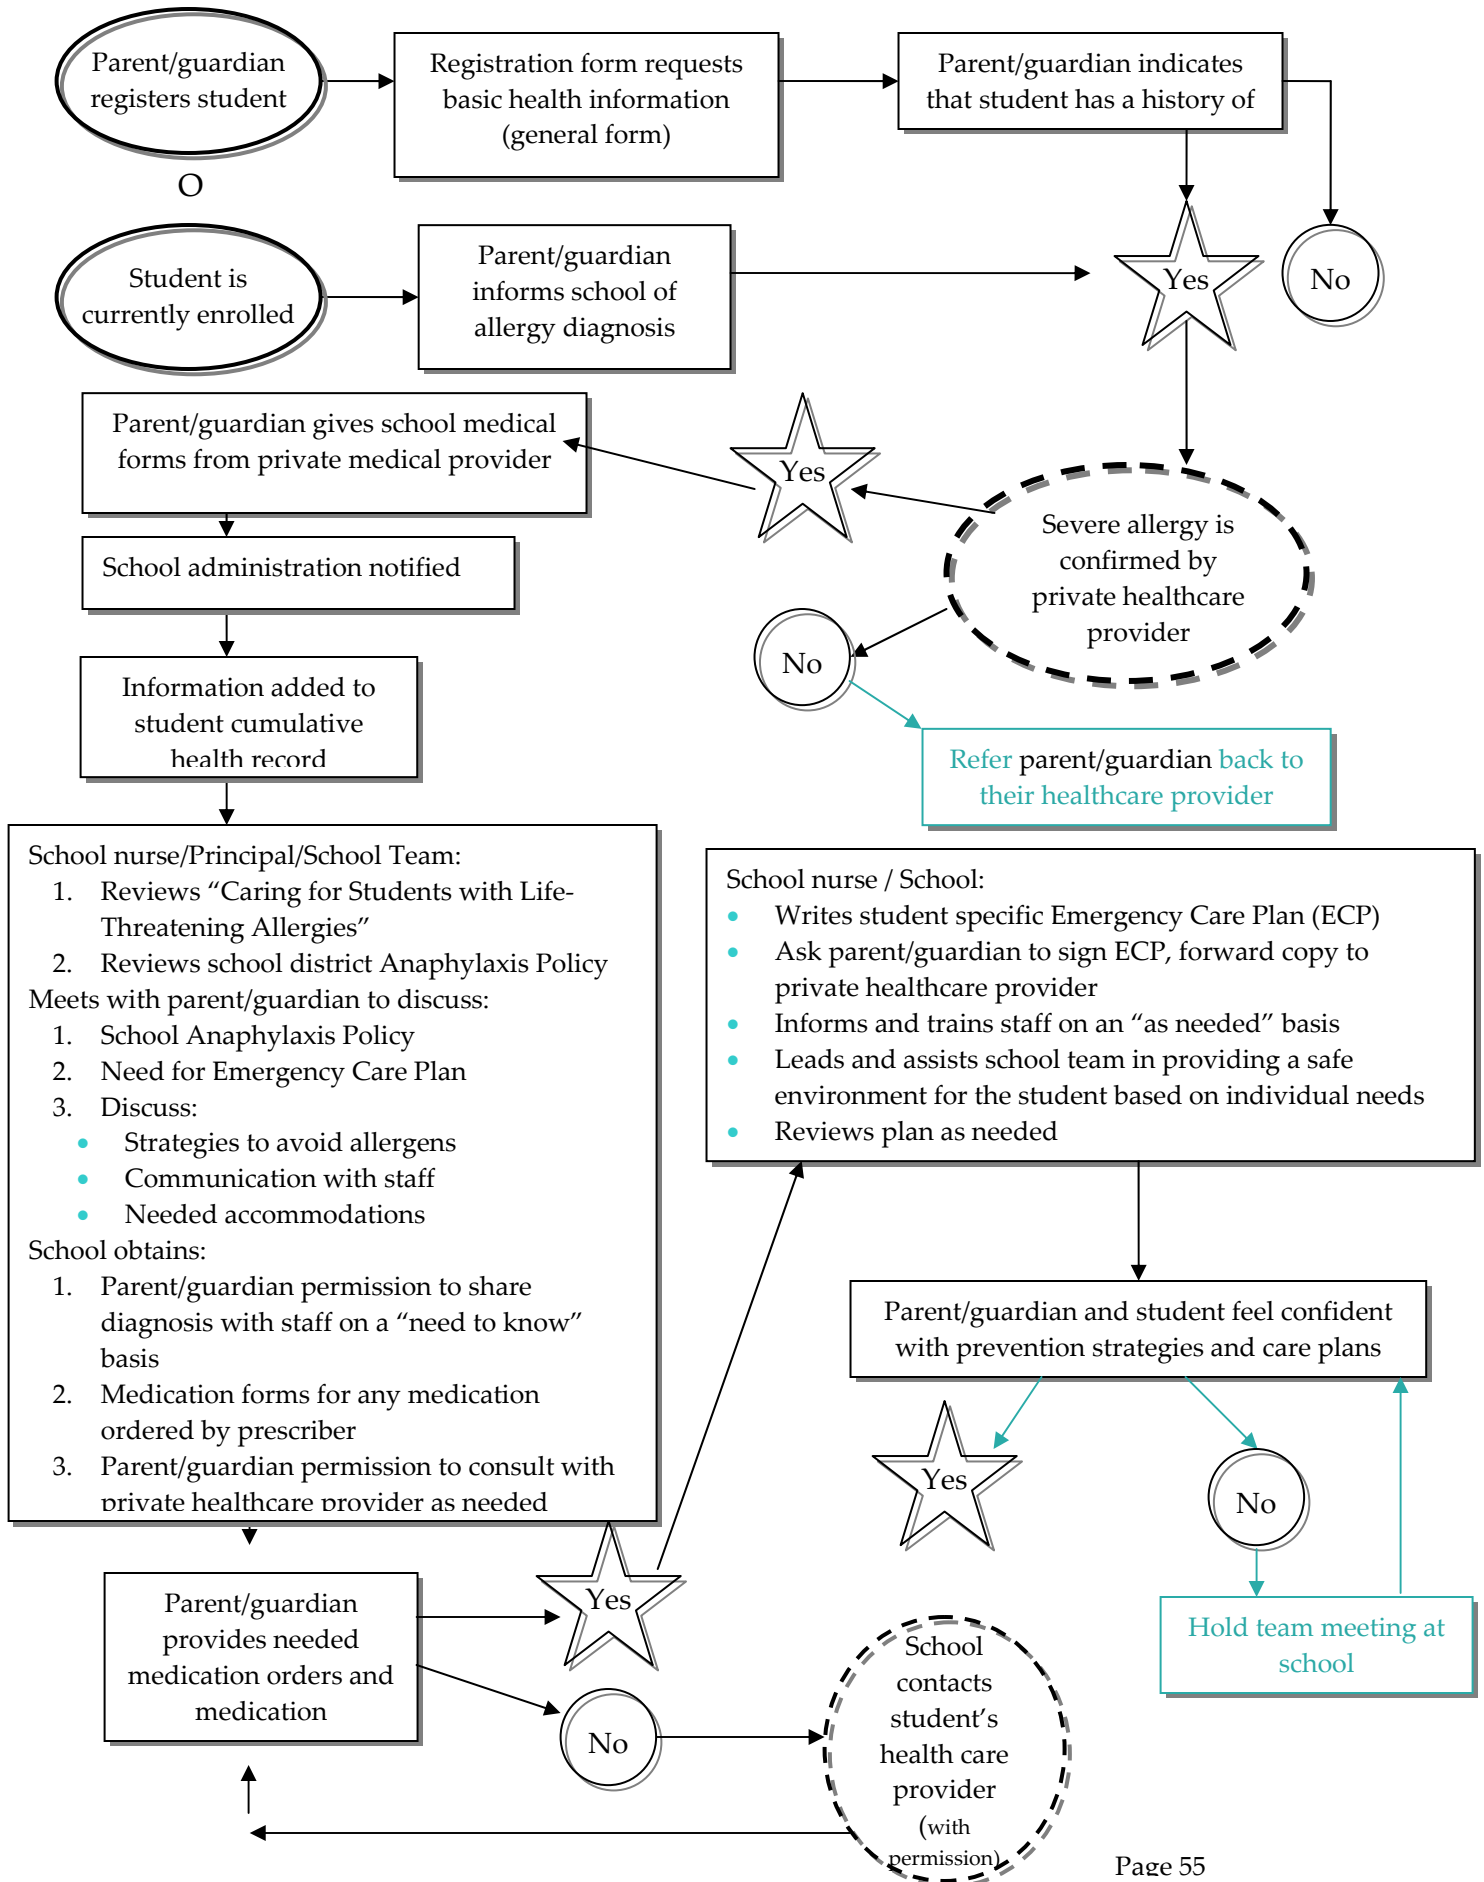 Parent/guardian
registers student
Registration form requests
basic health information
(general form)
Parent/guardian indicates
that student has a history of
O
Student is
currently enrolled
Parent/guardian
informs school of
allergy diagnosis
Yes
No
Parent/guardian gives school medical
forms from private medical provider
Yes
Severe allergy is
confirmed by
private healthcare
provider
School administration notified
No
Information added to
student cumulative
health record
Refer parent/guardian back to
their healthcare provider
School nurse/Principal/School Team:
1. Reviews “Caring for Students with Life-
Threatening Allergies”
2. Reviews school district Anaphylaxis Policy
Meets with parent/guardian to discuss:
1. School Anaphylaxis Policy
2. Need for Emergency Care Plan
3. Discuss:
• Strategies to avoid allergens
• Communication with staff
• Needed accommodations
School obtains:
1. Parent/guardian permission to share
diagnosis with staff on a “need to know”
basis
2. Medication forms for any medication
ordered by prescriber
3. Parent/guardian permission to consult with
private healthcare provider as needed
School nurse / School:
• Writes student specific Emergency Care Plan (ECP)
• Ask parent/guardian to sign ECP, forward copy to
private healthcare provider
• Informs and trains staff on an “as needed” basis
• Leads and assists school team in providing a safe
environment for the student based on individual needs
• Reviews plan as needed
Parent/guardian and student feel confident
with prevention strategies and care plans
Yes
No
Hold team meeting at
school
Parent/guardian
provides needed
medication orders and
medication
Yes
No
School
contacts
student’s
health care
provider
(with
permission)
Page 55